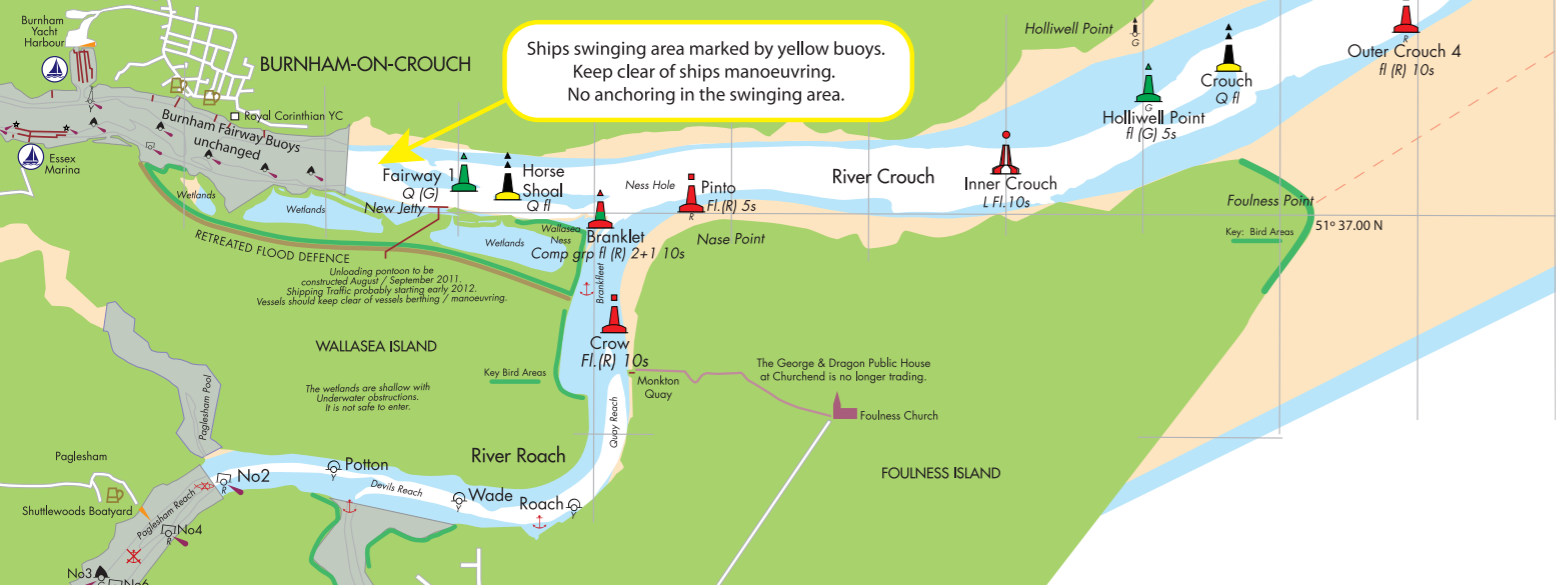 Burnham
Yacht
Harbour
BURNHAM-ON-CROUCH
Ships swinging area marked by yellow buoys.
Keep clear of ships manoeuvring.
No anchoring in the swinging area.
Holliwell Point
G
R
Outer Crouch 4
fl (R) 10s
Crouch
Q fl
G
Holliwell Point
fl (G) 5s
Royal Corinthian YC
Burnham Fairway Buoys
unchanged
Essex
Marina
Y
G
Fairway 1
Q (G)
New Jetty
Horse
Shoal
Q fl
Ness Hole
R
Pinto
Fl.(R) 5s
River Crouch
Inner Crouch
L Fl.10s
Foulness Point
51º 37.00 N
Key: Bird Areas
Wetlands
Wetlands
Wetlands
Wallasea
Ness
Branklet
Comp grp fl (R) 2+1 10s
Nase Point
RETREATED FLOOD DEFENCE
Unloading pontoon to be
constructed August / September 2011.
Shipping Traffic probably starting early 2012.
Vessels should keep clear of vessels berthing / manoeuvring.
Brankfleet
Crow
Fl.(R) 10s
WALLASEA ISLAND
Key Bird Areas
The wetlands are shallow with
Underwater obstructions.
It is not safe to enter.
Monkton
Quay
The George & Dragon Public House
at Churchend is no longer trading.
Foulness Church
Quay Reach
Paglesham Pool
Paglesham
River Roach
FOULNESS ISLAND
No2
R
Potton
Y
Devils Reach
Wade
Y
Roach
Y
Shuttlewoods Boatyard
Paglesham Reach
No4
R
No3
G
No6